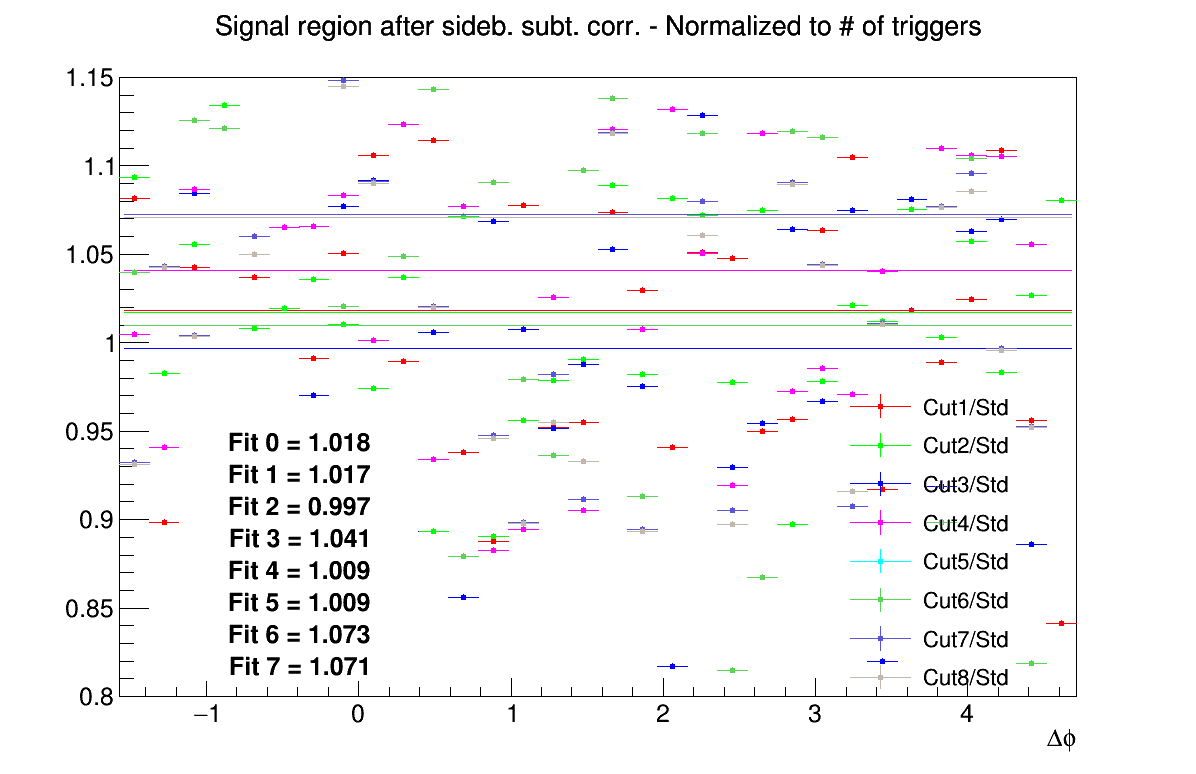 Signal region after sideb. subt. corr. - Normalized to # of triggers
1.15
1.1
1.05
1
0.95
0.9
0.85
0.8
Fit 0 = 1.018
Fit 1 = 1.017
Fit 2 = 0.997
Fit 3 = 1.041
Fit 4 = 1.009
Fit 5 = 1.009
Fit 6 = 1.073
Fit 7 = 1.071
Cut1/Std
Cut2/Std
Cut3/Std
Cut4/Std
Cut5/Std
Cut6/Std
Cut7/Std
Cut8/Std
−1 0 1 2 3 4
Δϕ